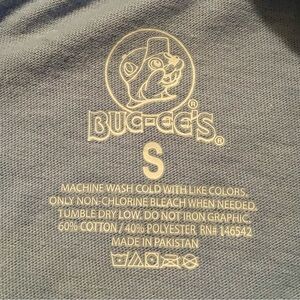 BUC-EE'S®
S
MACHINE WASH COLD WITH LIKE COLORS.
ONLY NON-CHLORINE BLEACH WHEN NEEDED.
TUMBLE DRY LOW. DO NOT IRON GRAPHIC.
60% COTTON / 40% POLYESTER RN# 146542
MADE IN PAKISTAN